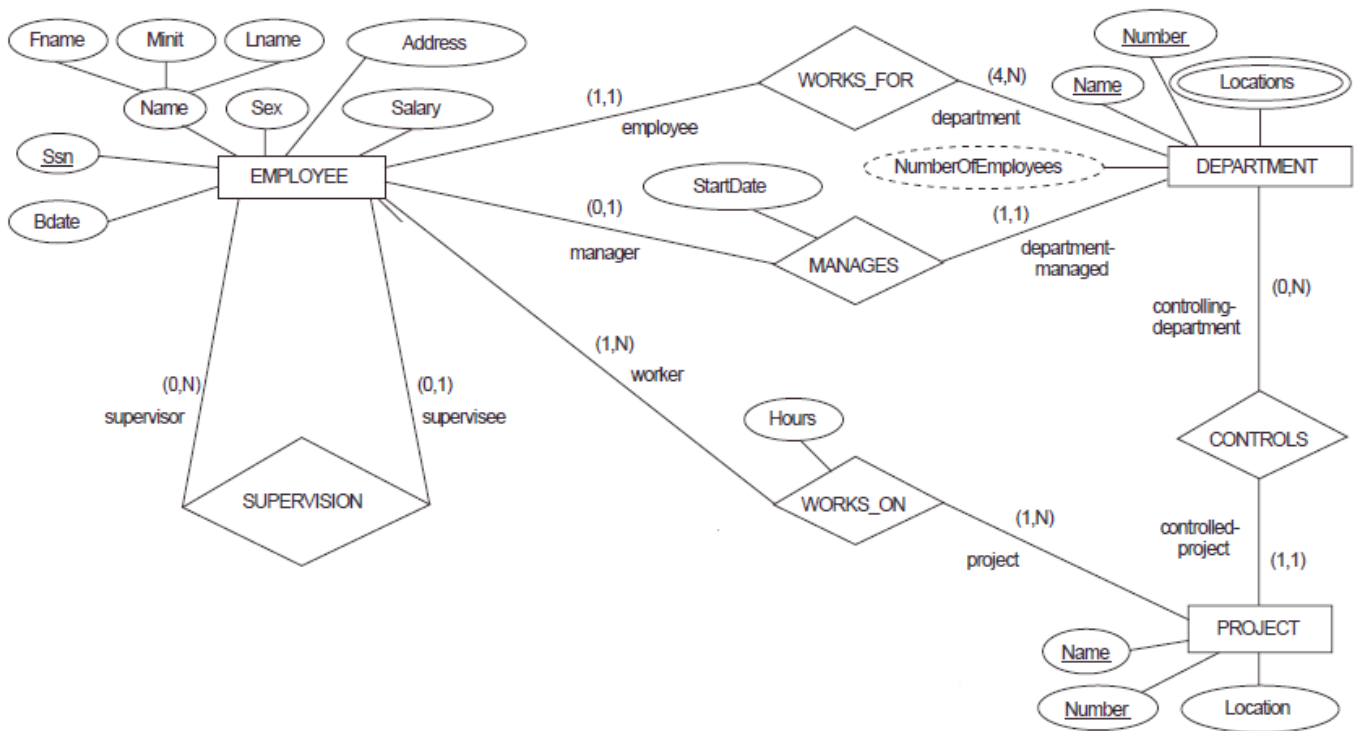 Fname
Minit
Lname
Address
Number
Name
Locations
WORKS_FOR
(4,N)
department
(1,1)
employee
Name
Sex
Salary
Ssn
EMPLOYEE
NumberOfEmployees
DEPARTMENT
StartDate
Bdate
(0,1)
manager
MANAGES
(1,1)
department-
managed
controlling-
department
(0,N)
(1,N)
worker
(0,N)
supervisor
(0,1)
supervisee
Hours
CONTROLS
SUPERVISION
WORKS_ON
(1,N)
project
controlled-
project
(1,1)
PROJECT
Name
Number
Location